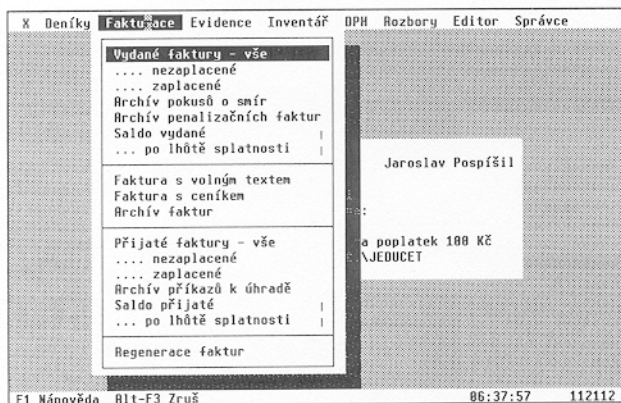 X Deníky Fakturace Evidence Inventář DPH Rozbory Editor Správce
Vydané faktury - vše
.... nezaplacené
.... zaplacené
Archív pokusů o smír
Archív penalizačních faktur
Saldo vydané
... po lhůtě splatnosti
Jaroslav Pospíšil
Faktura s volným textem
Faktura s ceníkem
Archív faktur
Přijaté faktury - vše
a poplatek 100 Kč
.... nezaplacené
:\JEDUCET
.... zaplacené
Archív příkazů k úhradě
Saldo přijaté
... po lhůtě splatnosti
Regenerace faktur
F1 Nápověda Alt-F3 Zruš 06:37:57 112112